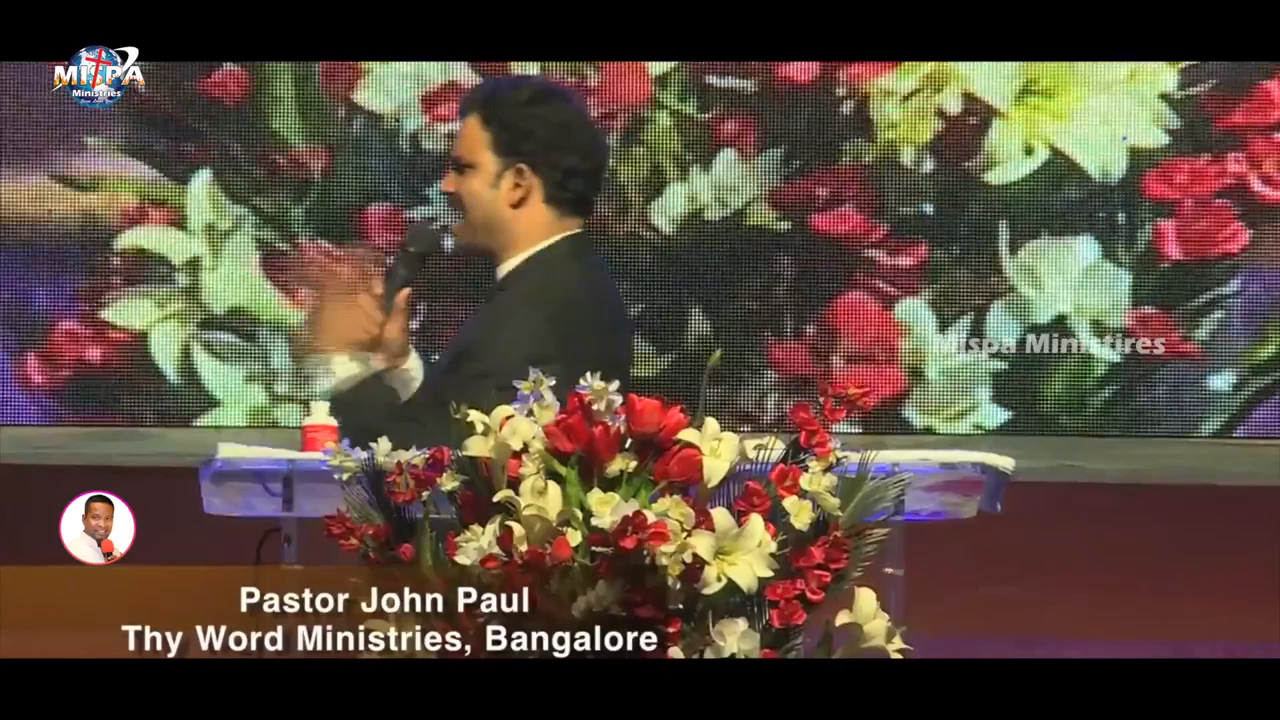 MISPA
Ministries
Mispa Ministires
Pastor John Paul
Thy Word Ministries, Bangalore